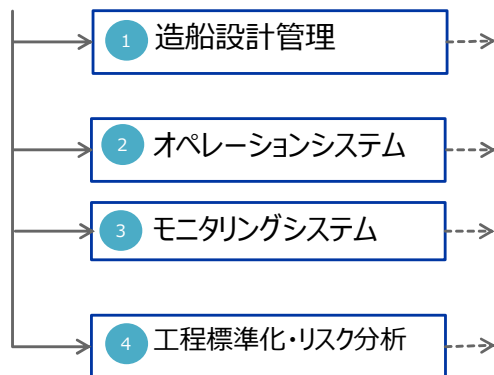 1 造船設計管理
2 オペレーションシステム
3 モニタリングシステム
4 工程標準化・リスク分析